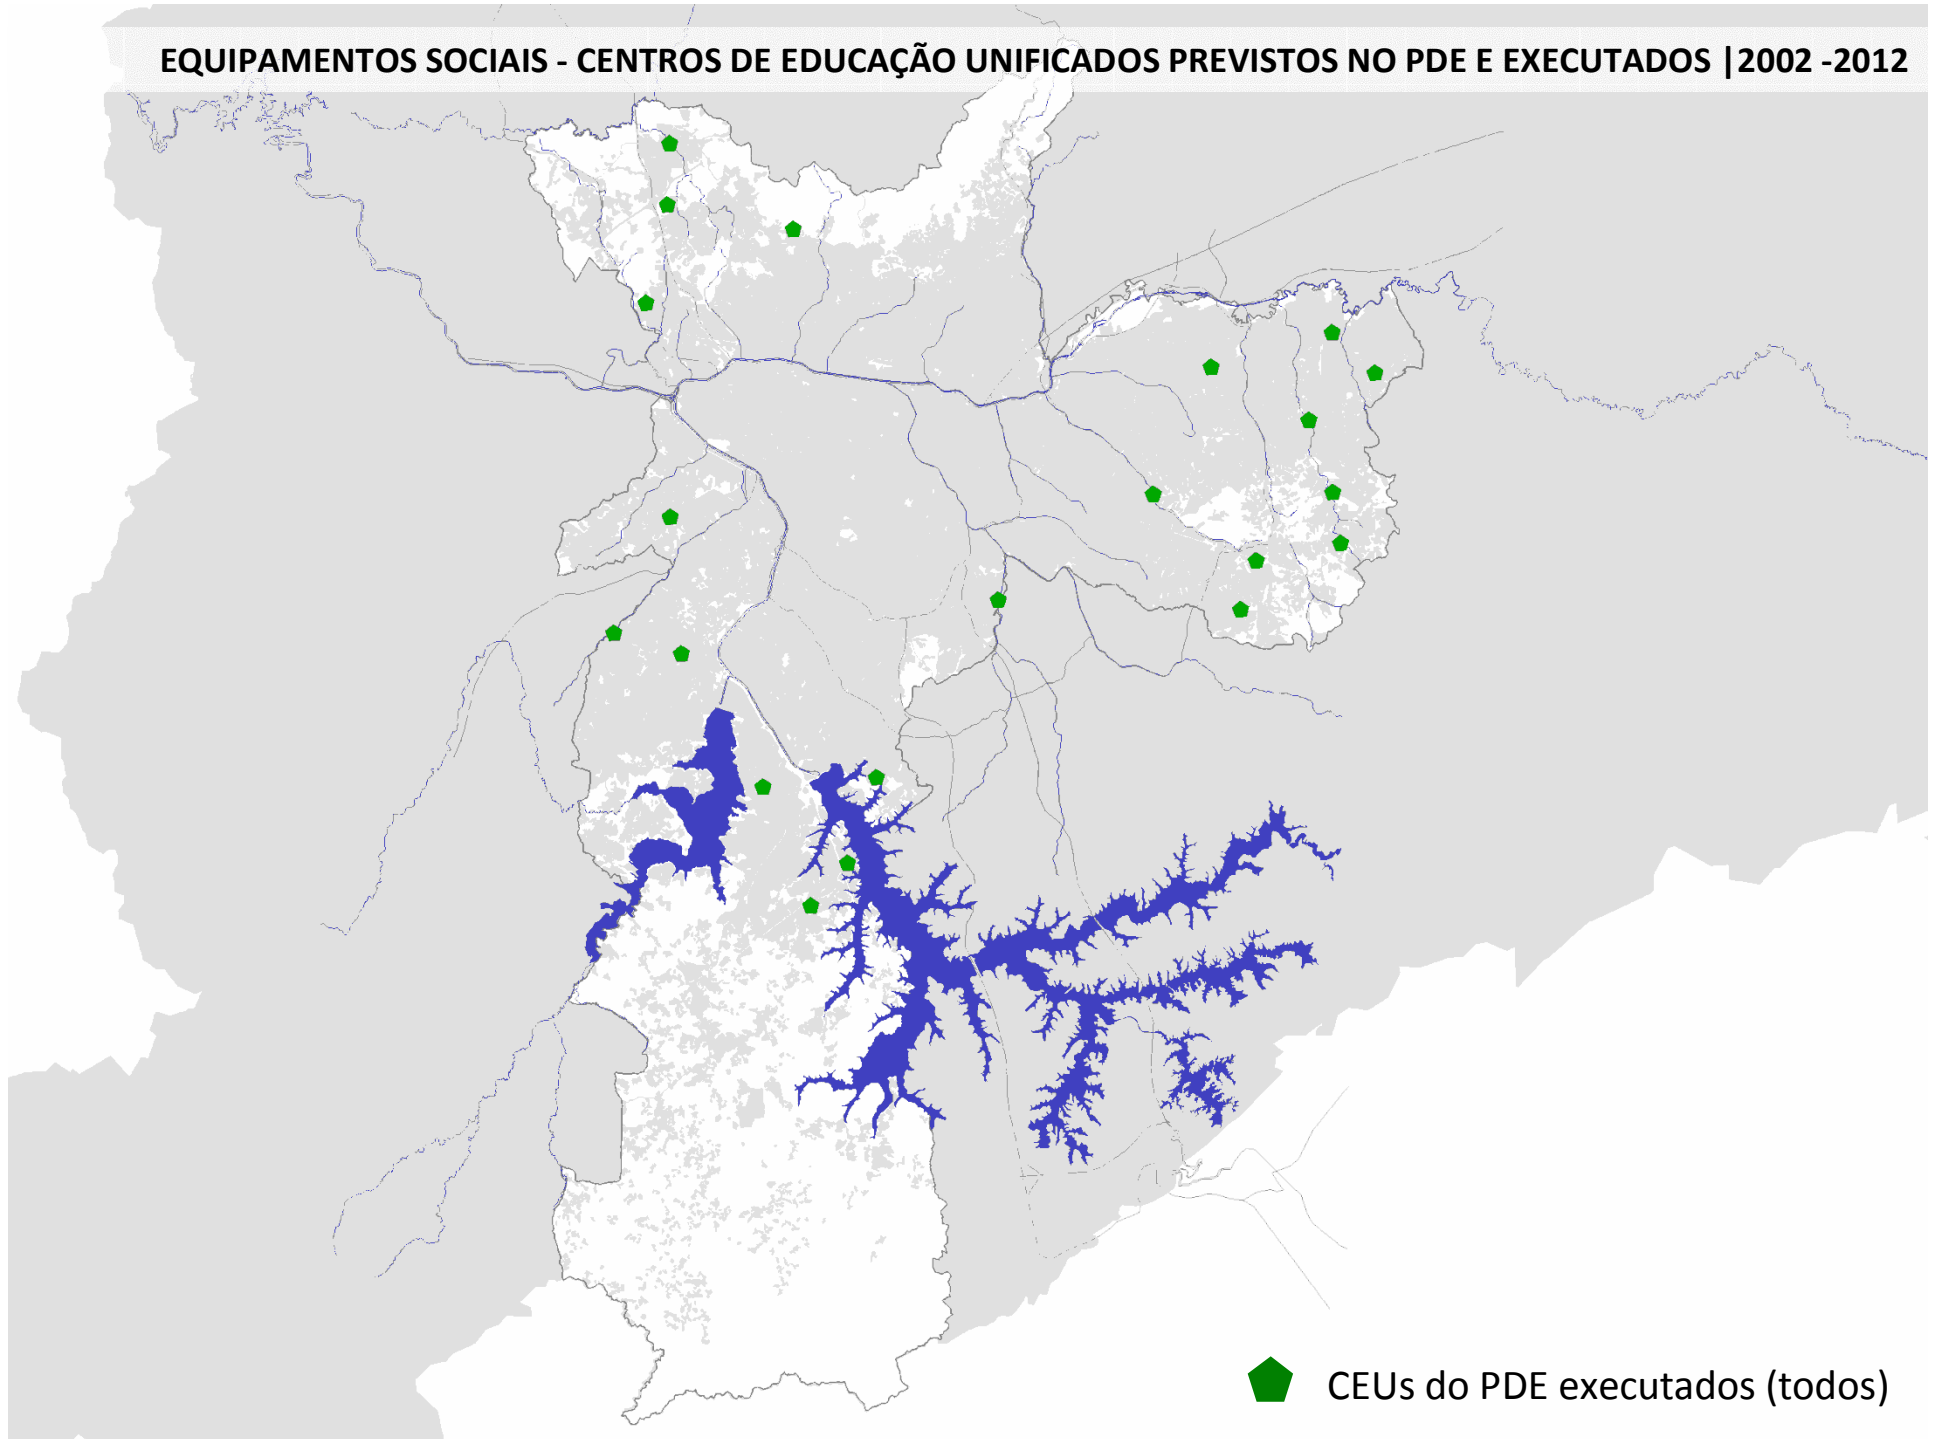 EQUIPAMENTOS SOCIAIS - CENTROS DE EDUCAÇÃO UNIFICADOS PREVISTOS NO PDE E EXECUTADOS |2002 -2012
CEUs do PDE executados (todos)